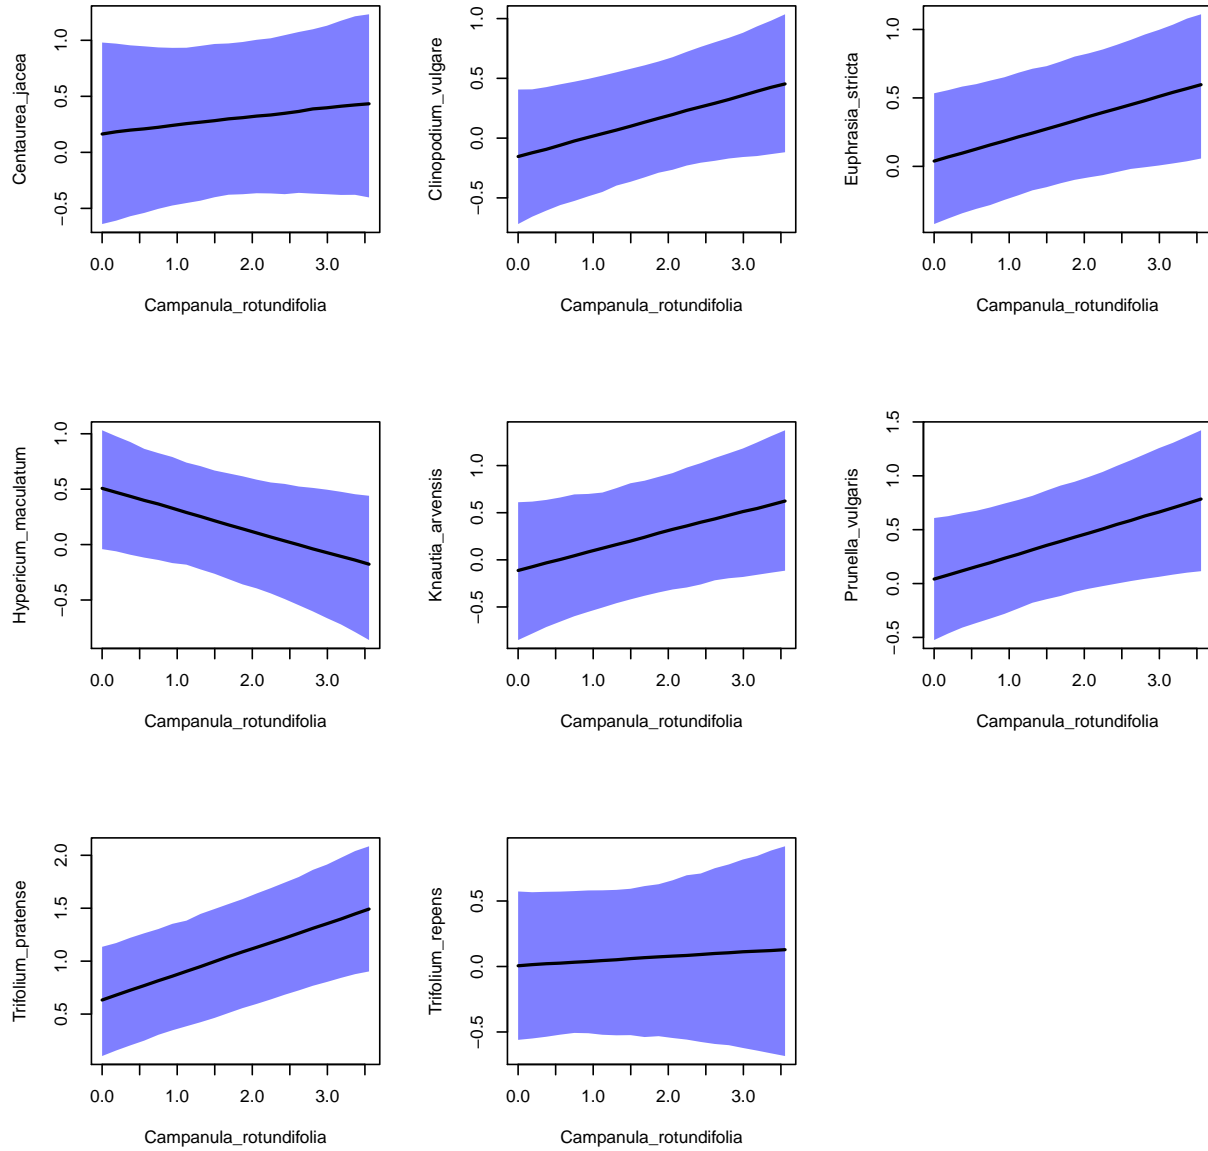 Centaurea_jacea
1.0
0.5
0.0
−0.5
0.0 1.0 2.0 3.0
Campanula_rotundifolia
Clinopodium_vulgare
1.0
0.5
0.0
−0.5
0.0 1.0 2.0 3.0
Campanula_rotundifolia
Euphrasia_stricta
1.0
0.5
0.0
0.0 1.0 2.0 3.0
Campanula_rotundifolia
Hypericum_maculatum
1.0
0.5
0.0
−0.5
0.0 1.0 2.0 3.0
Campanula_rotundifolia
Knautia_arvensis
1.0
0.5
0.0
−0.5
0.0 1.0 2.0 3.0
Campanula_rotundifolia
Prunella_vulgaris
1.5
1.0
0.5
0.0
−0.5
0.0 1.0 2.0 3.0
Campanula_rotundifolia
Trifolium_pratense
2.0
1.5
1.0
0.5
0.0 1.0 2.0 3.0
Campanula_rotundifolia
Trifolium_repens
0.5
0.0
−0.5
0.0 1.0 2.0 3.0
Campanula_rotundifolia